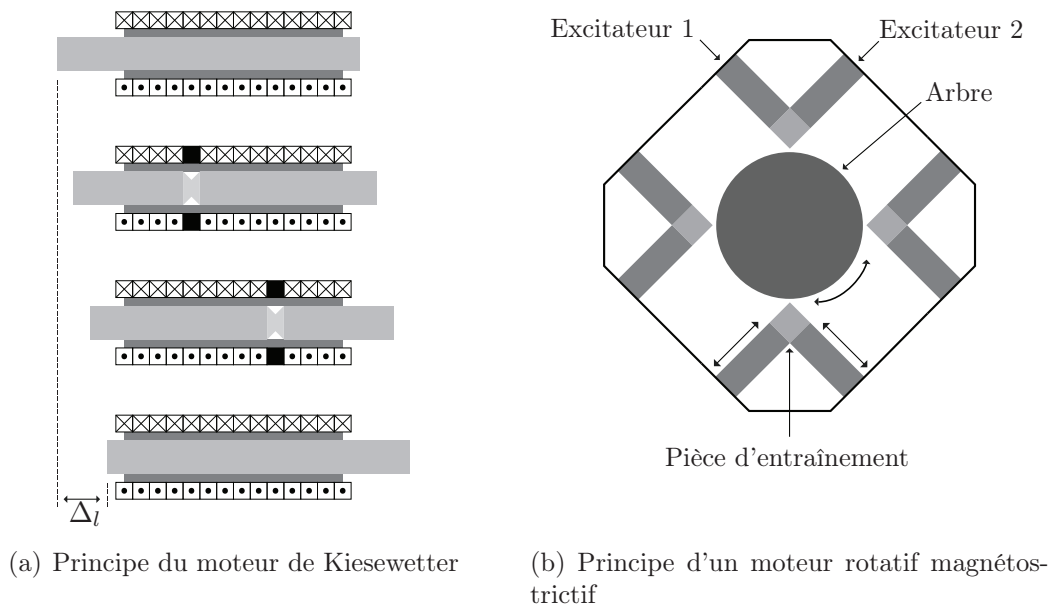 Excitateur 1
Excitateur 2
Arbre
Pièce d'entraînement
Δl
(a) Principe du moteur de Kiesewetter
(b) Principe d'un moteur rotatif magnétos-
trictif